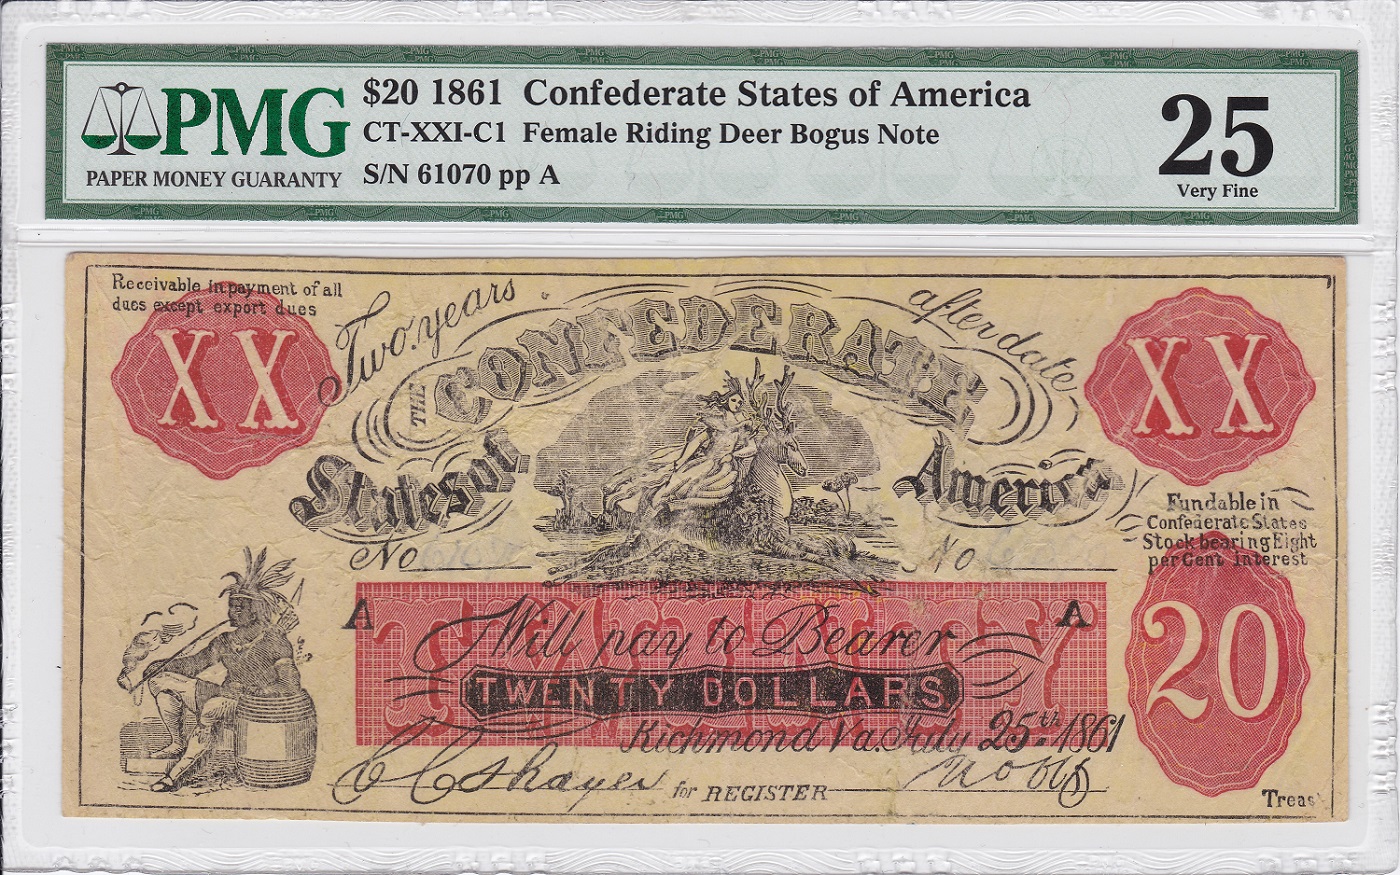 PMG
PAPER MONEY GUARANTY
$20 1861 Confederate States of America
CT-XXI-C1 Female Riding Deer Bogus Note
S/N 61070 pp A
25
Very Fine
Receivable in payment of all
dues except export dues
XX
Two years
after date
XX
THE CONFEDERATE
States of America
Fundable in
Confederate States
Stock bearing Eight
per Cent Interest
No 61070
No
A
A
TWENTY
Will pay to Bearer
TWENTY DOLLARS
20
Richmond Va. July 25th 1861
for REGISTER
Treas